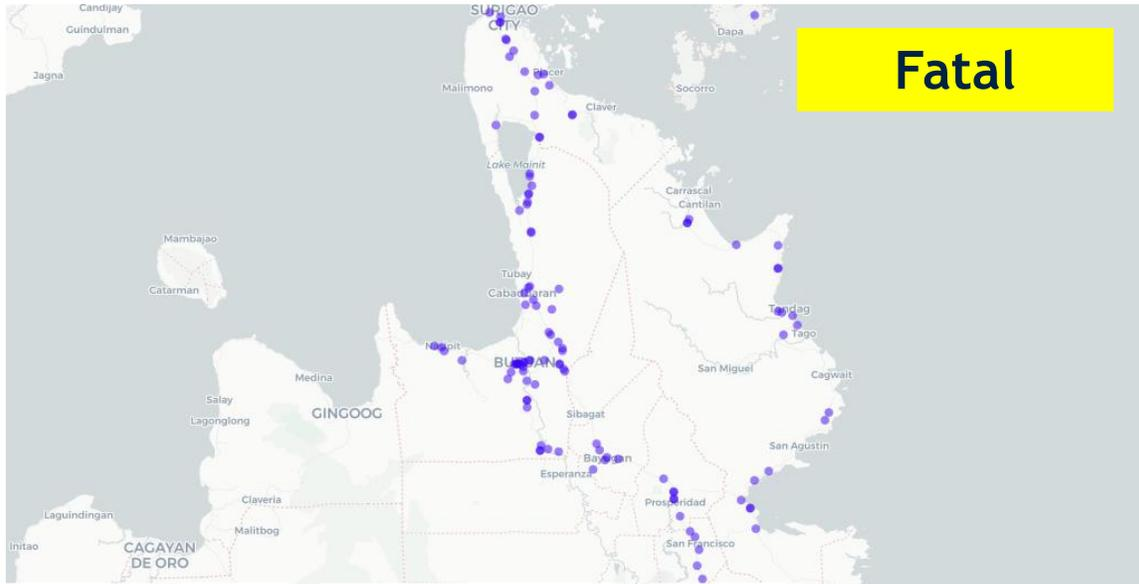 Candijay
Guindulman
Jagna
SURIGAO
CITY
Placer
Malimono
Claver
Dapa
Socorro
Fatal
Lake Mainit
Carrascal
Cantilan
Mambajao
Catarman
Tubay
Cabadbaran
Tandag
Tago
Nasipit
BUTUAN
San Miguel
Cagwait
Medina
Salay
Lagonglong
GINGOOG
Sibagat
San Agustin
Bayugan
Esperanza
Claveria
Prosperidad
Laguindingan
Malitbog
Initao
CAGAYAN
DE ORO
San Francisco